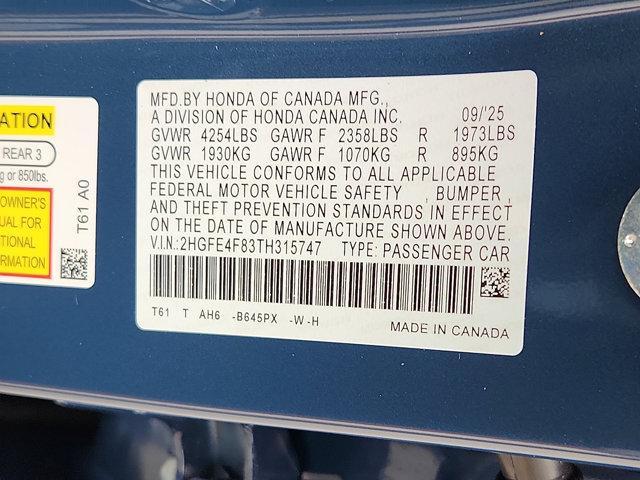 ATION
REAR 3
g or 850lbs.
OWNER'S
UAL FOR
TIONAL
ORMATION
T61 A0
MFD.BY HONDA OF CANADA MFG.,
A DIVISION OF HONDA CANADA INC. 09/'25
GVWR 4254LBS GAWR F 2358LBS R 1973LBS
GVWR 1930KG GAWR F 1070KG R 895KG
THIS VEHICLE CONFORMS TO ALL APPLICABLE
FEDERAL MOTOR VEHICLE SAFETY , BUMPER ,
AND THEFT PREVENTION STANDARDS IN EFFECT
ON THE DATE OF MANUFACTURE SHOWN ABOVE.
V.I.N.:2HGFE4F83TH315747 TYPE: PASSENGER CAR
T61 T AH6 -B645PX -W-H
MADE IN CANADA